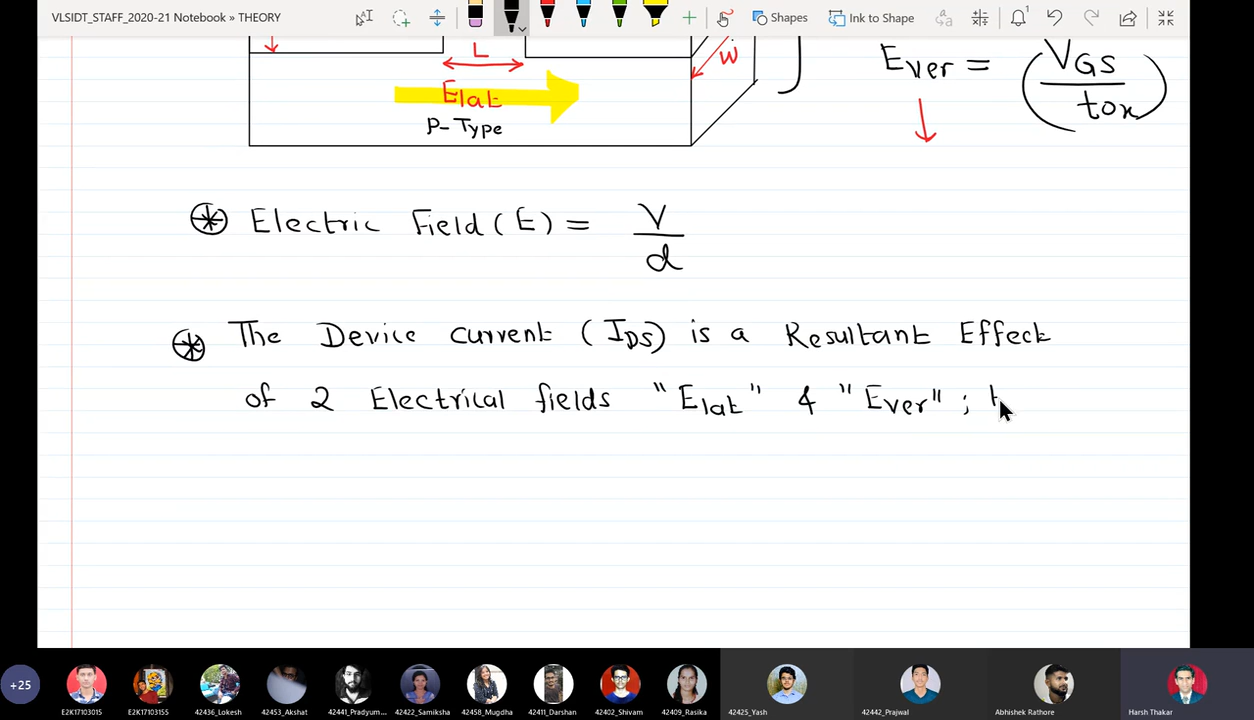 VLSIDT_STAFF_2020-21 Notebook » THEORY
Shapes
Ink to Shape
L
W
Elat
P-Type
Ever = (VGS / tox)
Electric Field (E) = V / d
The Device current (IDS) is a Resultant Effect
of 2 Electrical fields "Elat" & "Ever" ;
+25
E2K17103015
E2K17103155
42436_Lokesh
42453_Akshat
42441_Pradyum...
42422_Samiksha
42458_Mugdha
42411_Darshan
42402_Shivam
42409_Rasika
42425_Yash
42442_Prajwal
Abhishek Rathore
Harsh Thakar